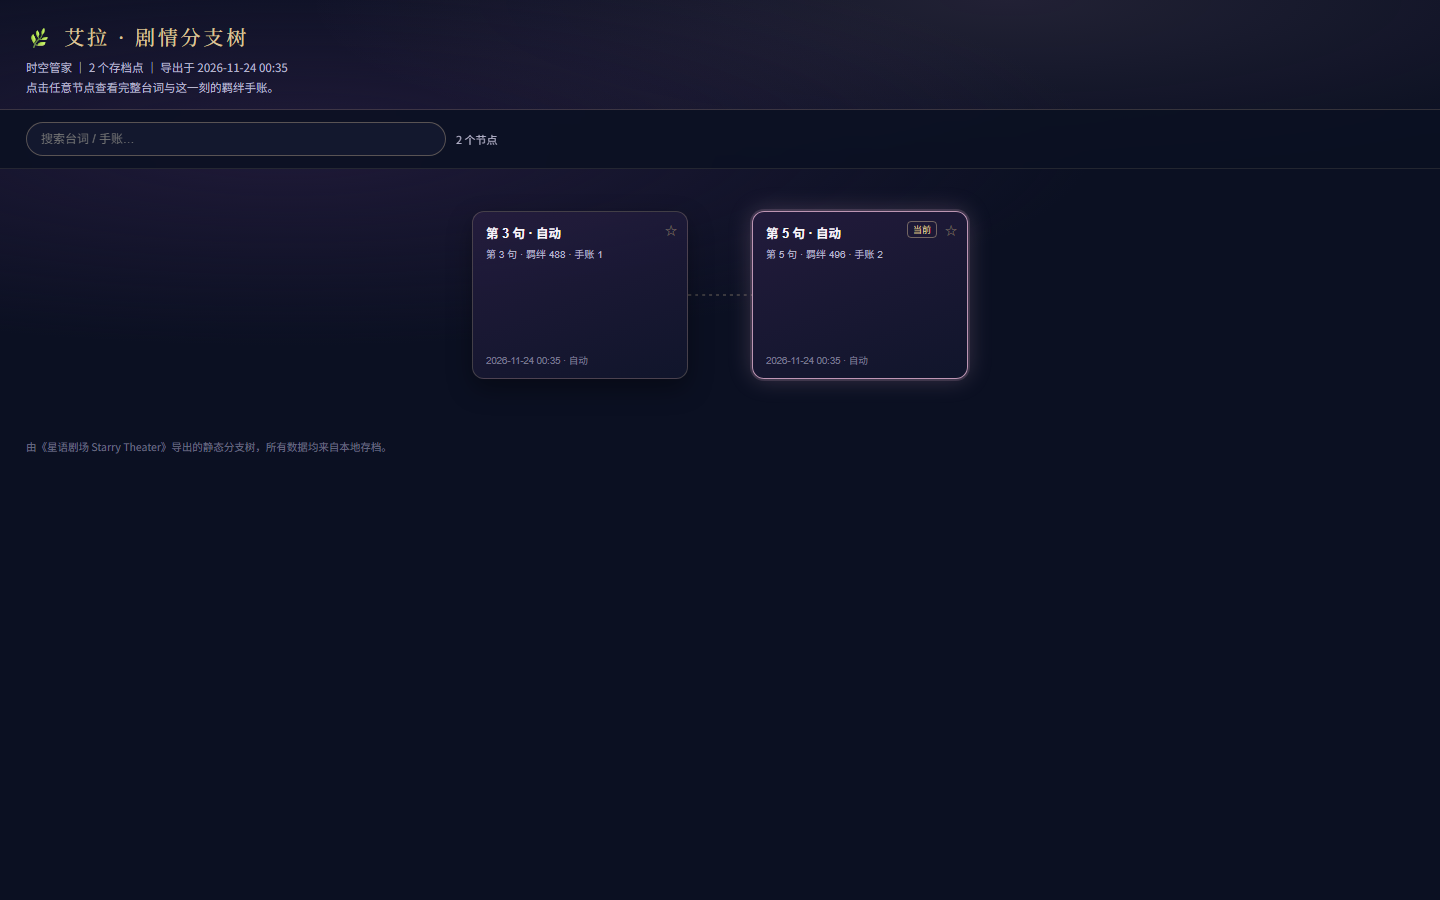 艾拉 · 剧情分支树
时空管家 | 2 个存档点 | 导出于 2026-11-24 00:35
点击任意节点查看完整台词与这一刻的羁绊手账。
搜索台词 / 手账…
2 个节点
第 3 句 · 自动
第 3 句 · 羁绊 488 · 手账 1
2026-11-24 00:35 · 自动
第 5 句 · 自动
当前
第 5 句 · 羁绊 496 · 手账 2
2026-11-24 00:35 · 自动
由《星语剧场 Starry Theater》导出的静态分支树，所有数据均来自本地存档。